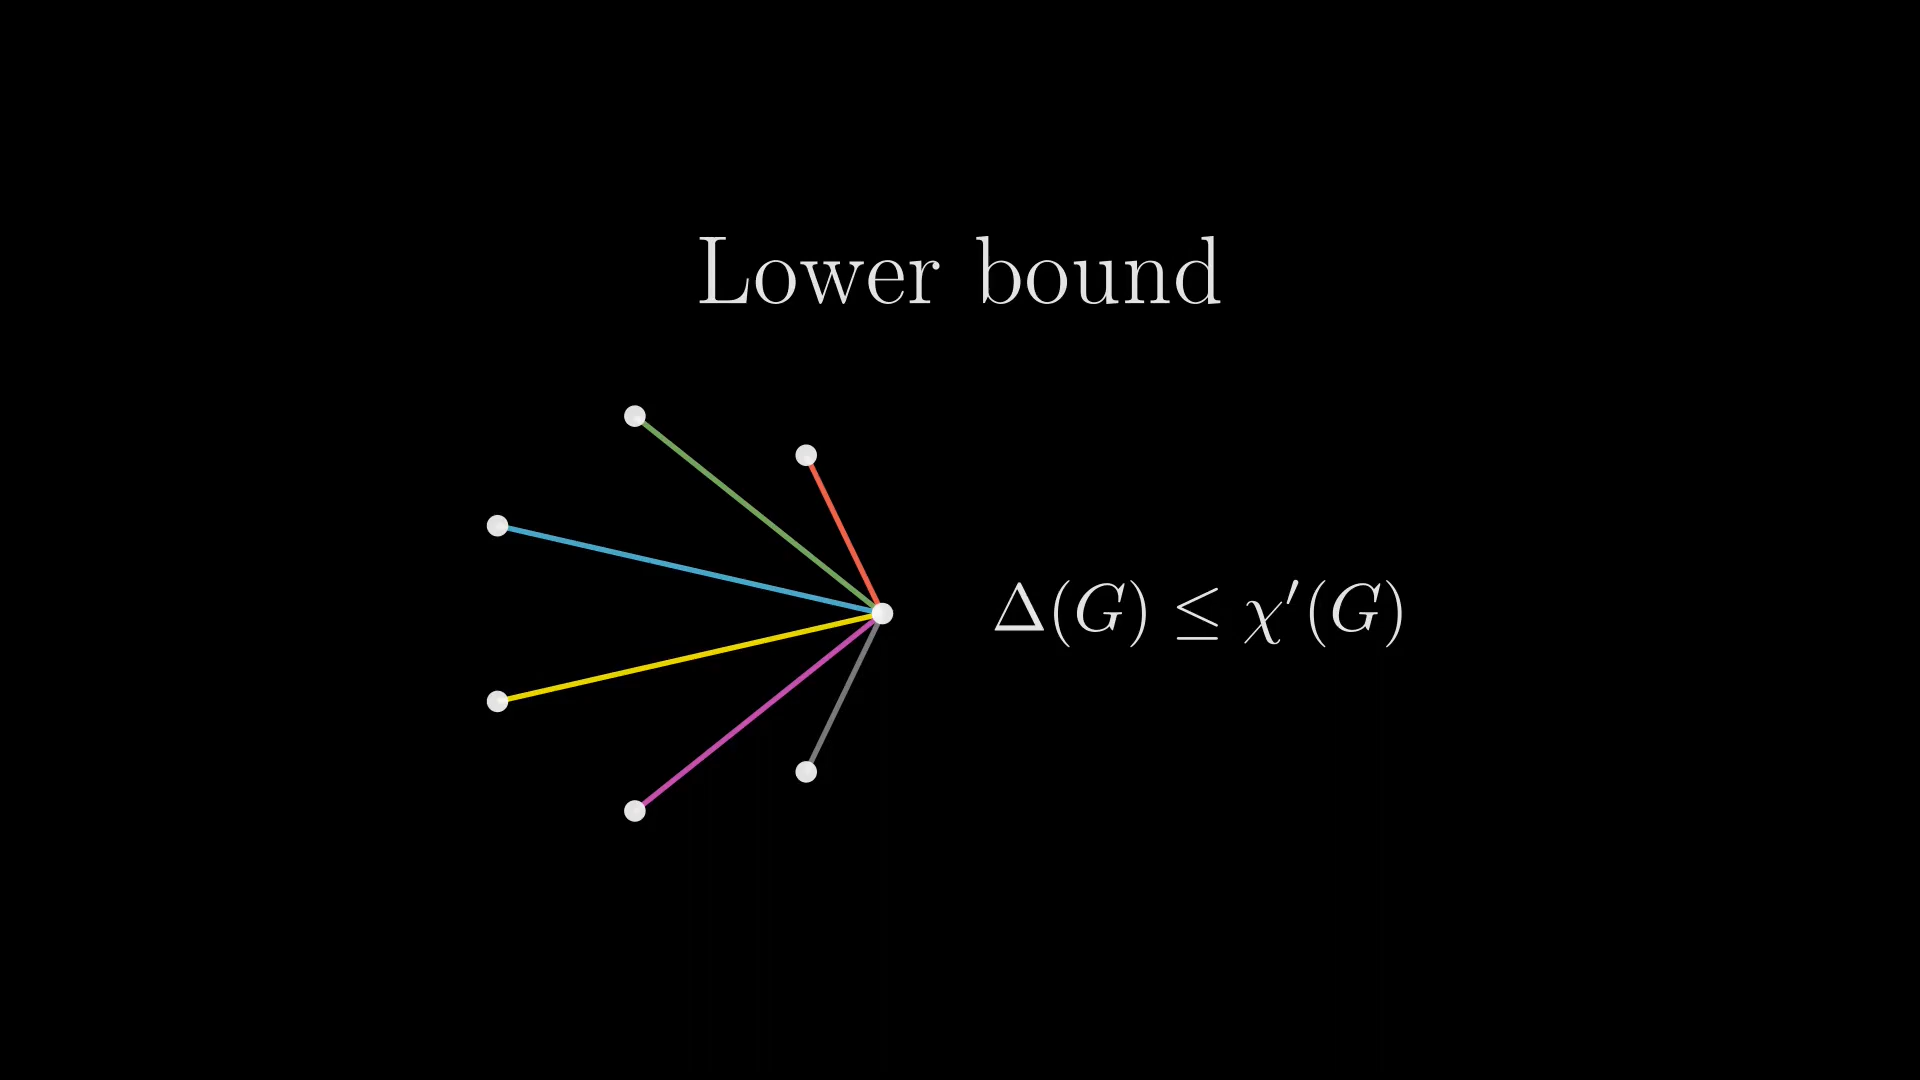 Lower bound
Δ(G) ≤ χ′(G)